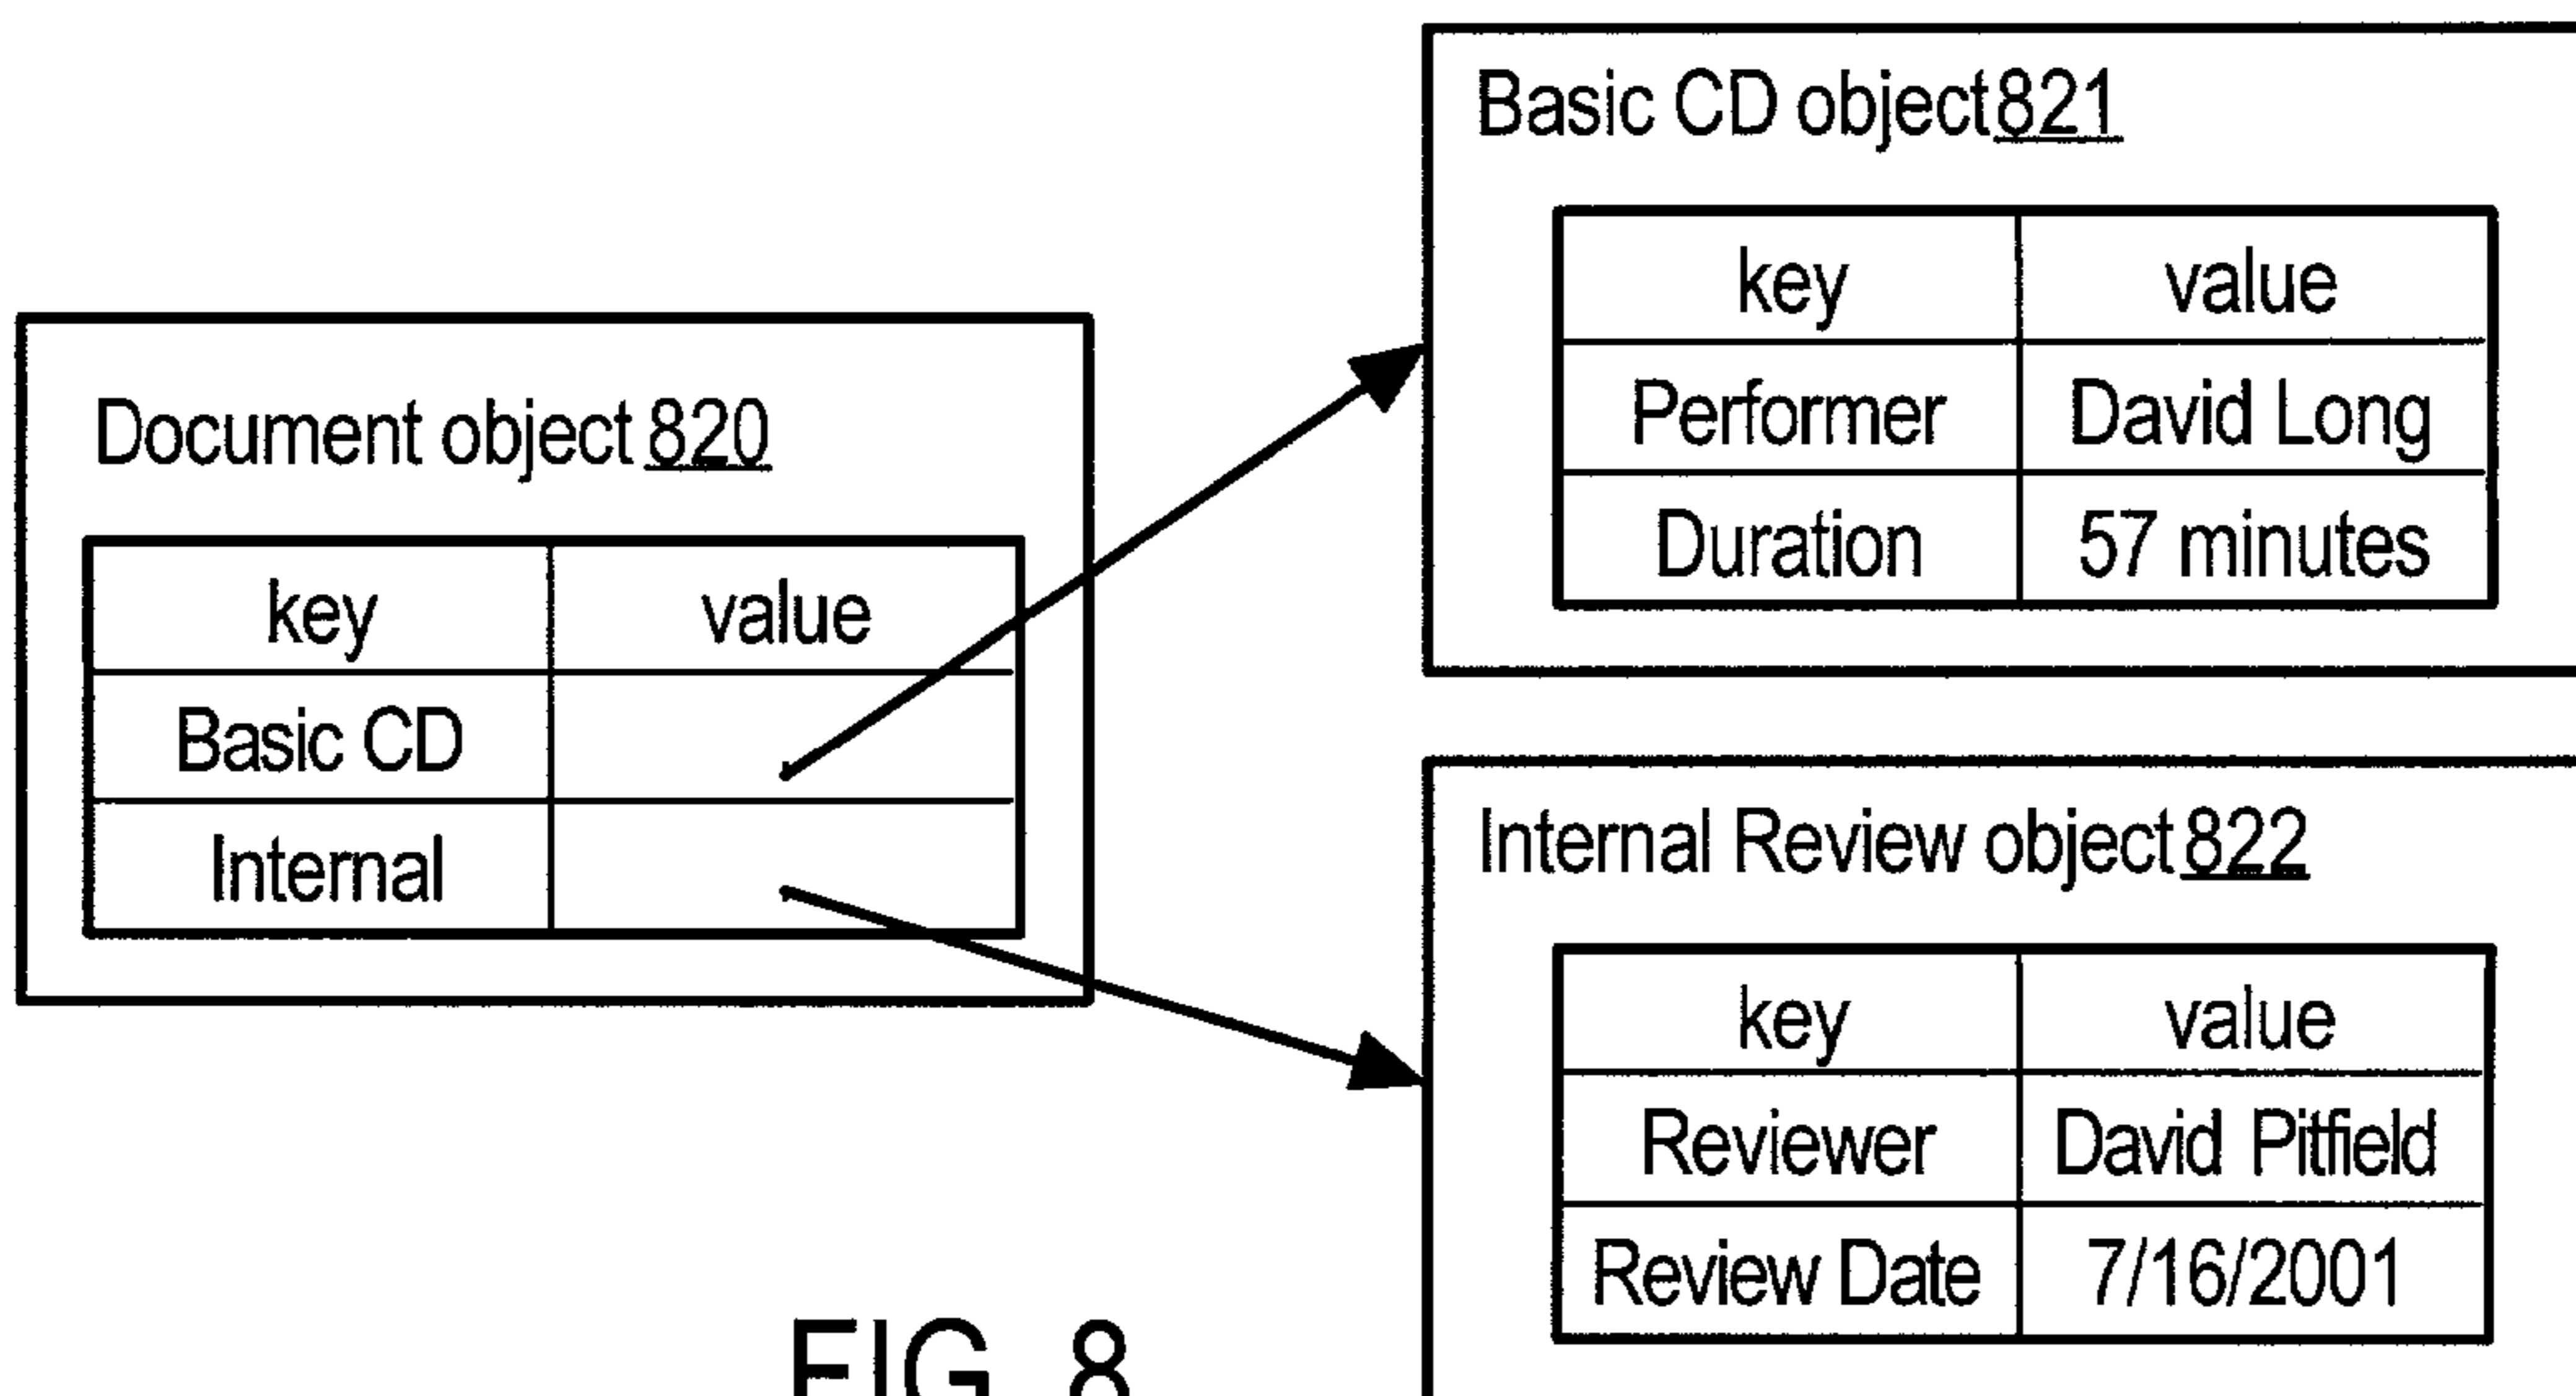 Basic CD object 821
key value
Performer David Long
Duration 57 minutes
Document object 820
key value
Basic CD
Internal
Internal Review object 822
key value
Reviewer David Pitfield
Review Date 7/16/2001
FIG. 8